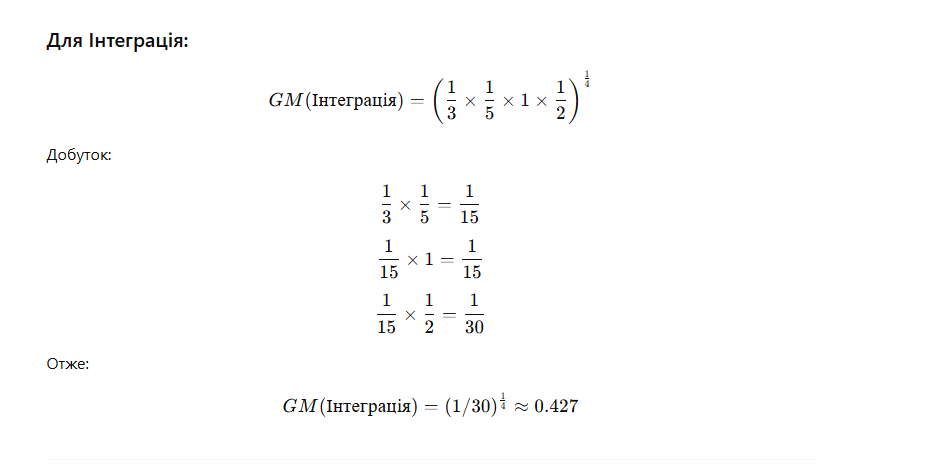 Для Інтеграція:
GM(Інтеграція) = (1/3 × 1/5 × 1 × 1/2)^{1/4}
Добуток:
1/3 × 1/5 = 1/15
1/15 × 1 = 1/15
1/15 × 1/2 = 1/30
Отже:
GM(Інтеграція) = (1/30)^{1/4} ≈ 0.427